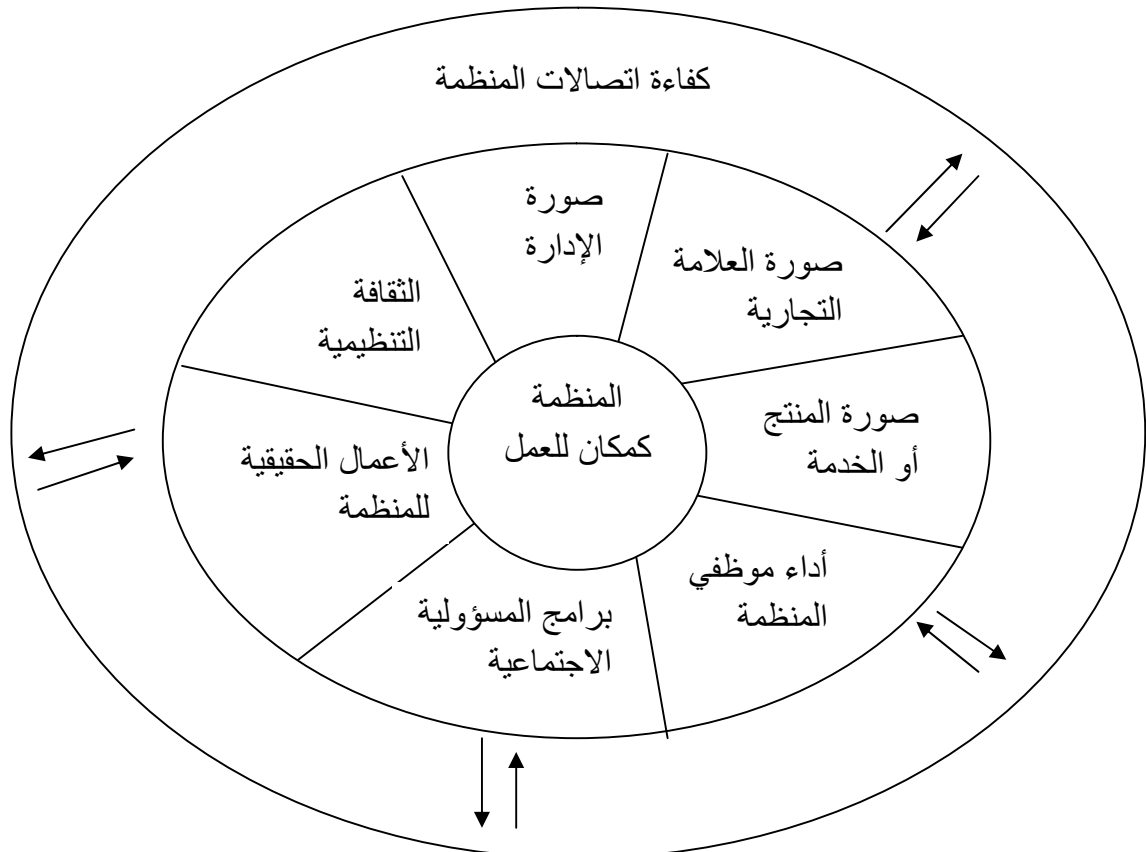 كفاءة اتصالات المنظمة
صورة
الإدارة
صورة العلامة
التجارية
الثقافة
التنظيمية
المنظمة
كمكان للعمل
صورة المنتج
أو الخدمة
الأعمال الحقيقية
للمنظمة
أداء موظفي
المنظمة
برامج المسؤولية
الاجتماعية